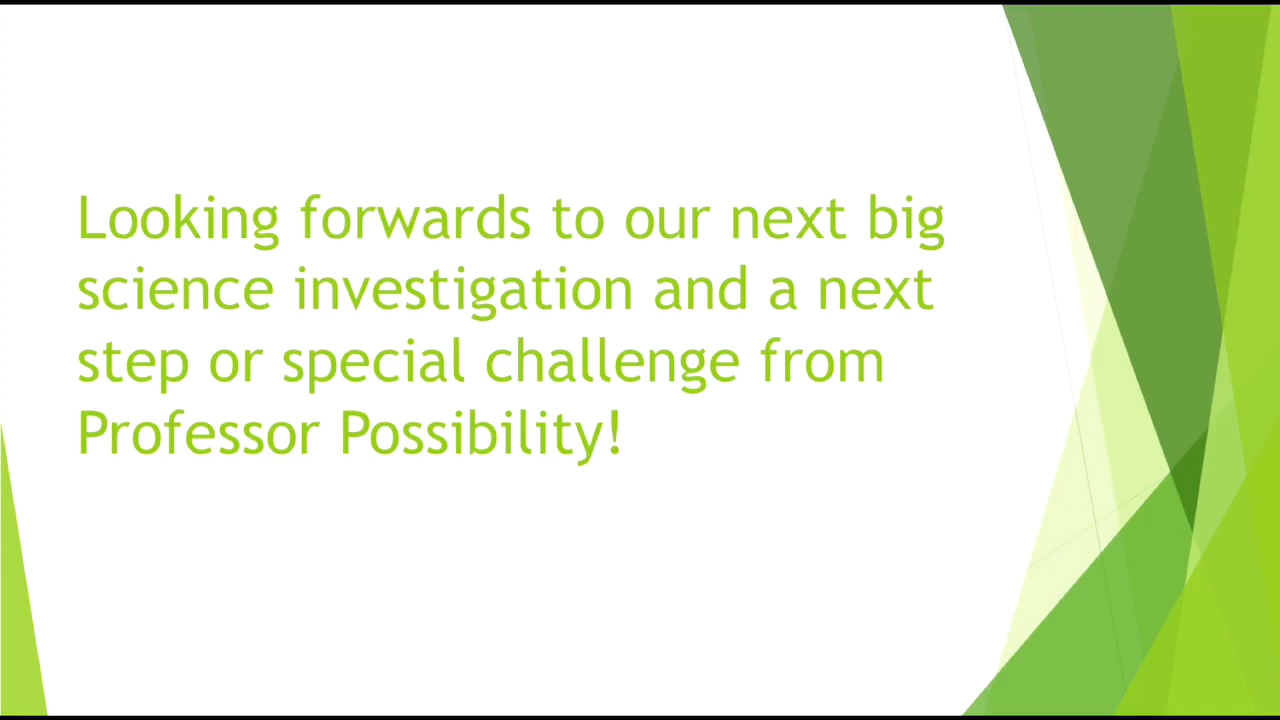 Looking forwards to our next big
science investigation and a next
step or special challenge from
Professor Possibility!